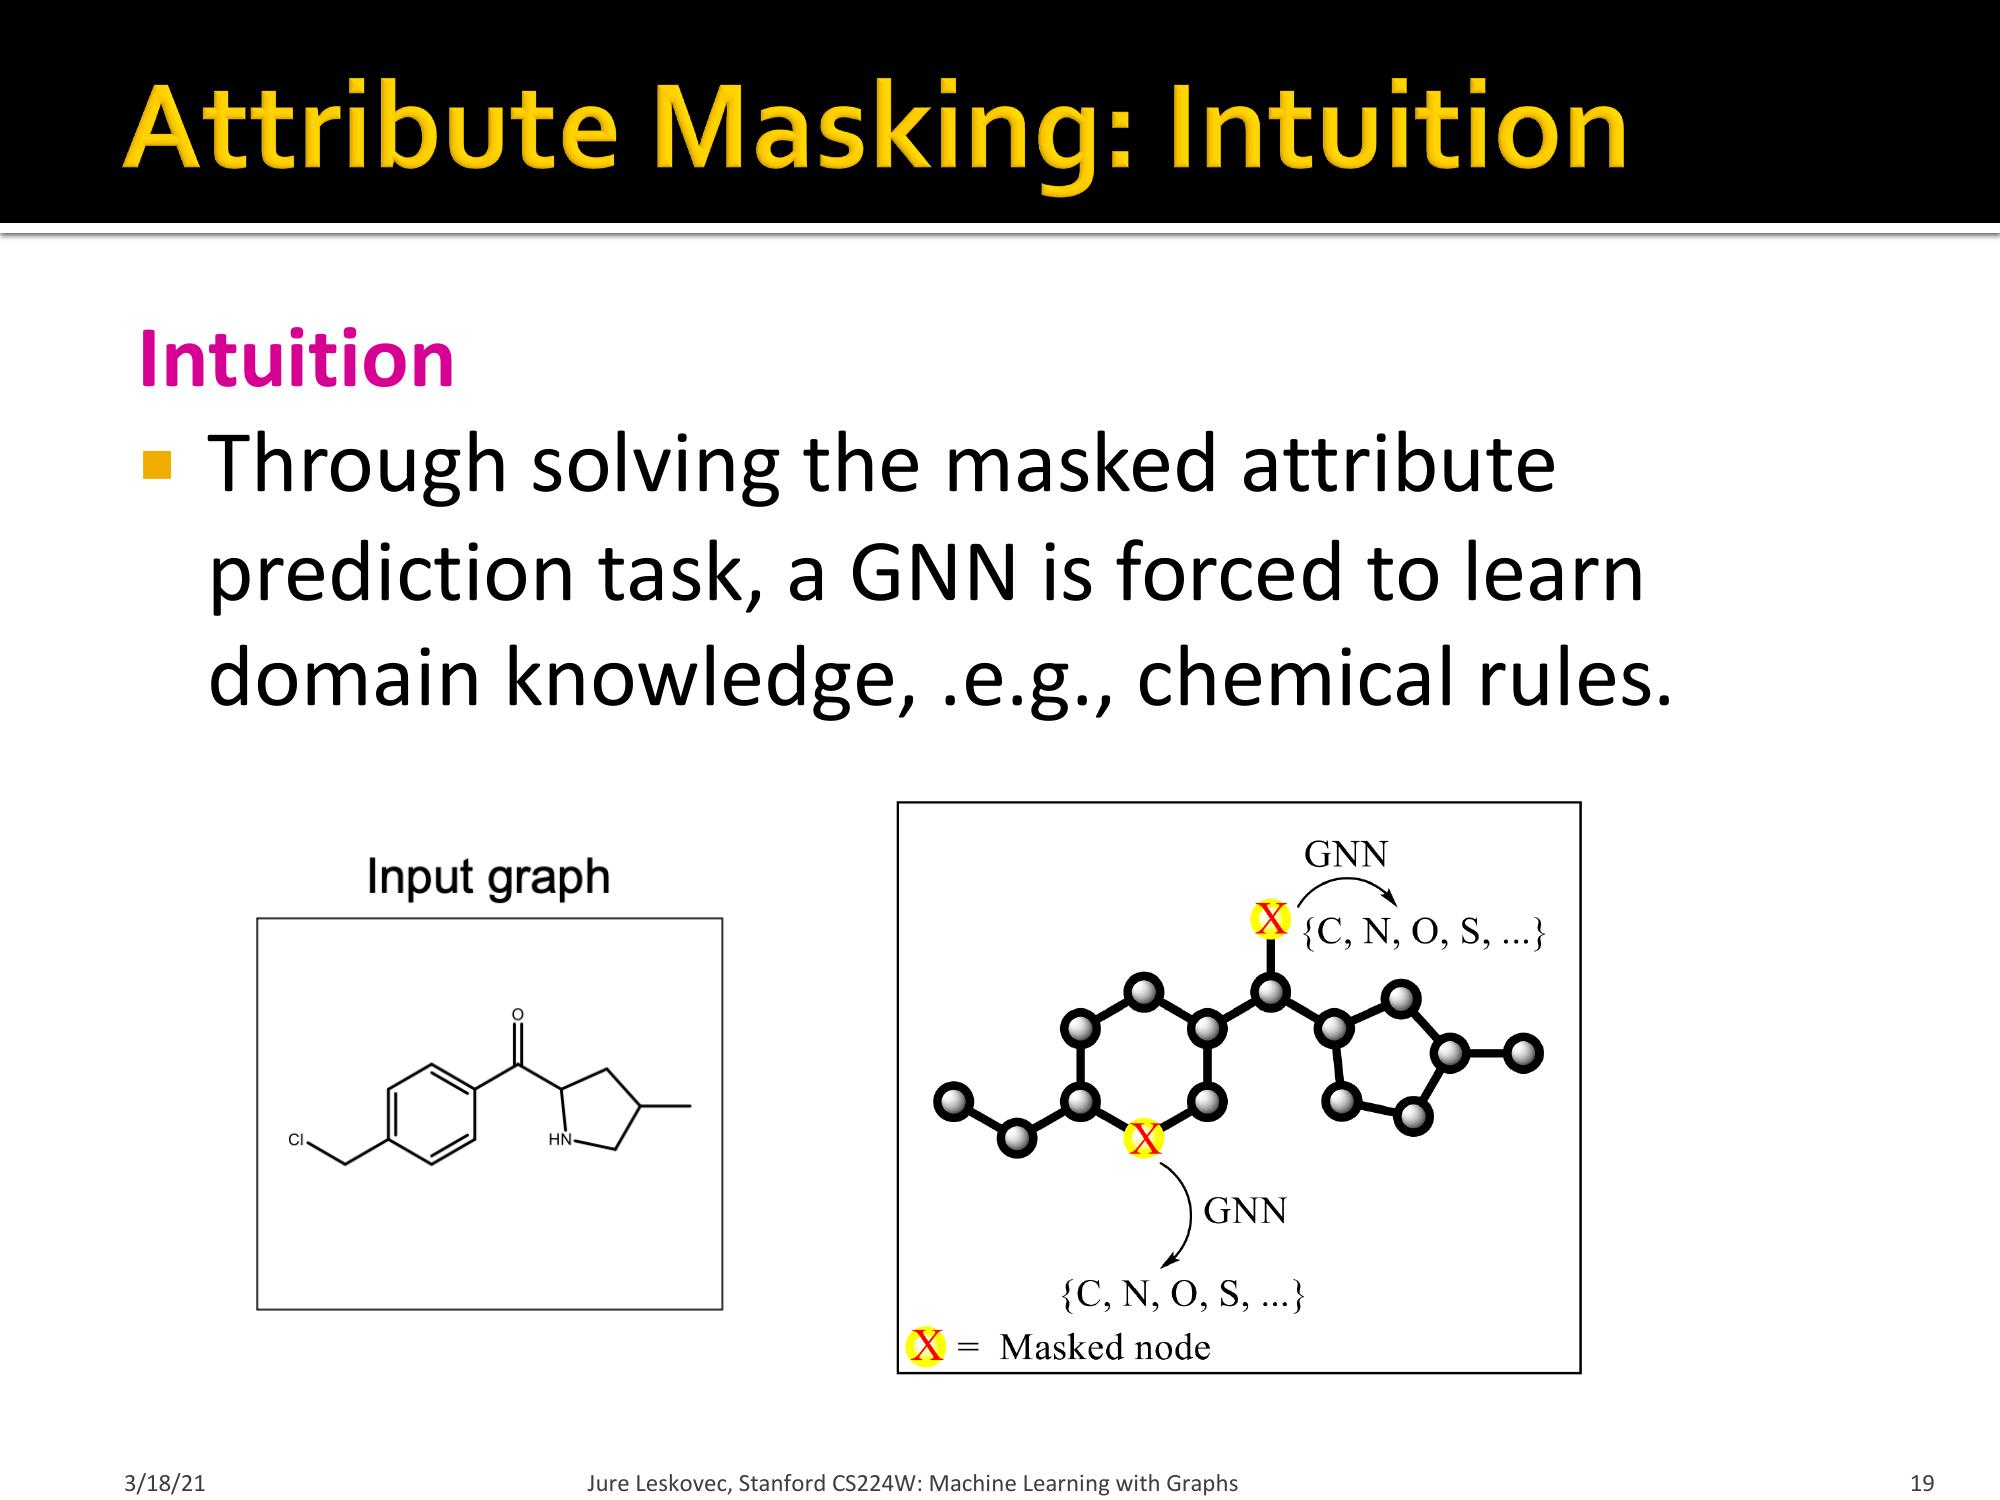 Attribute Masking: Intuition
Intuition
Through solving the masked attribute
prediction task, a GNN is forced to learn
domain knowledge, .e.g., chemical rules.
Input graph
O
Cl
HN
GNN
X
{C, N, O, S, ...}
X
GNN
{C, N, O, S, ...}
X = Masked node
3/18/21
Jure Leskovec, Stanford CS224W: Machine Learning with Graphs
19